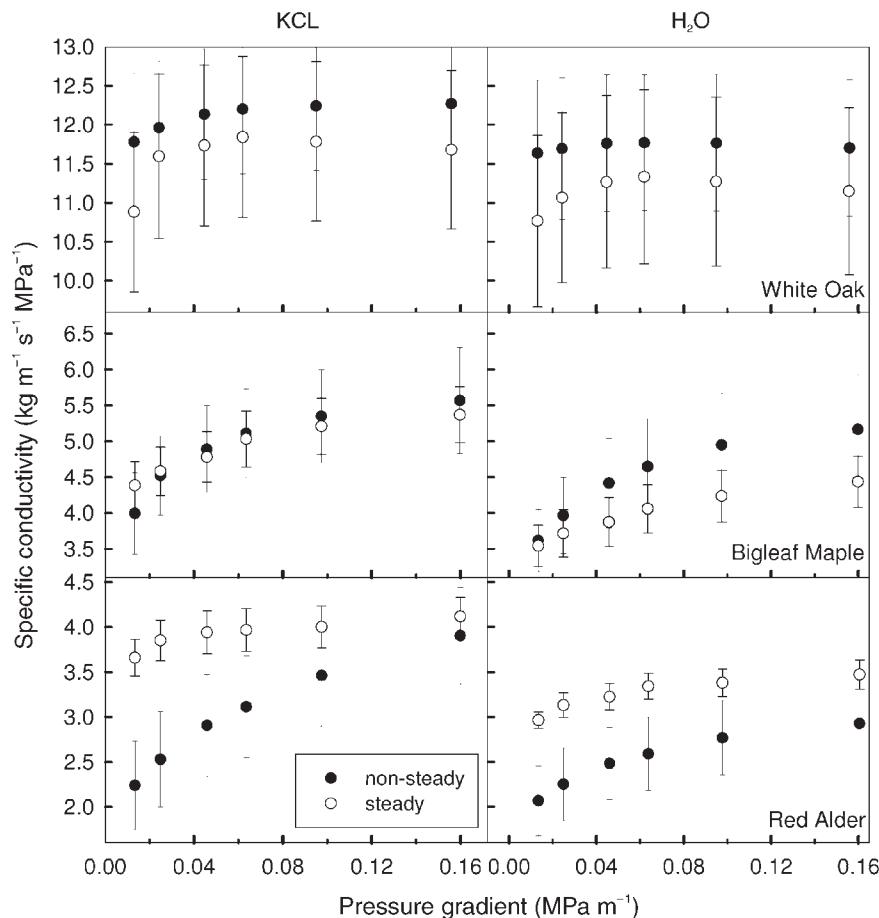 KCL
H₂O
13.0
12.5
12.0
11.5
11.0
10.5
10.0
White Oak
6.5
6.0
5.5
5.0
4.5
4.0
3.5
Bigleaf Maple
4.5
4.0
3.5
3.0
2.5
2.0
non-steady
steady
Red Alder
0.00 0.04 0.08 0.12 0.16 0.00 0.04 0.08 0.12 0.16
Specific conductivity (kg m⁻¹ s⁻¹ MPa⁻¹)
Pressure gradient (MPa m⁻¹)